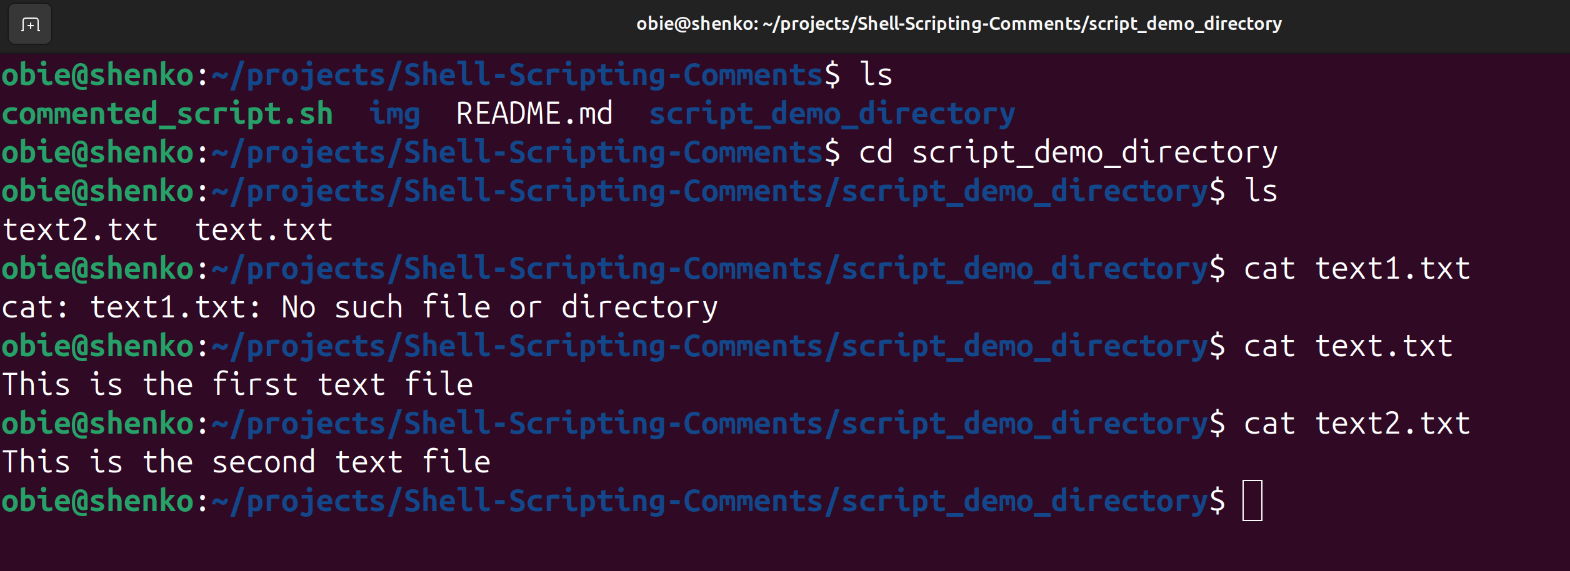 obie@shenko: ~/projects/Shell-Scripting-Comments/script_demo_directory
obie@shenko:~/projects/Shell-Scripting-Comments$ ls
commented_script.sh  img  README.md  script_demo_directory
obie@shenko:~/projects/Shell-Scripting-Comments$ cd script_demo_directory
obie@shenko:~/projects/Shell-Scripting-Comments/script_demo_directory$ ls
text2.txt  text.txt
obie@shenko:~/projects/Shell-Scripting-Comments/script_demo_directory$ cat text1.txt
cat: text1.txt: No such file or directory
obie@shenko:~/projects/Shell-Scripting-Comments/script_demo_directory$ cat text.txt
This is the first text file
obie@shenko:~/projects/Shell-Scripting-Comments/script_demo_directory$ cat text2.txt
This is the second text file
obie@shenko:~/projects/Shell-Scripting-Comments/script_demo_directory$